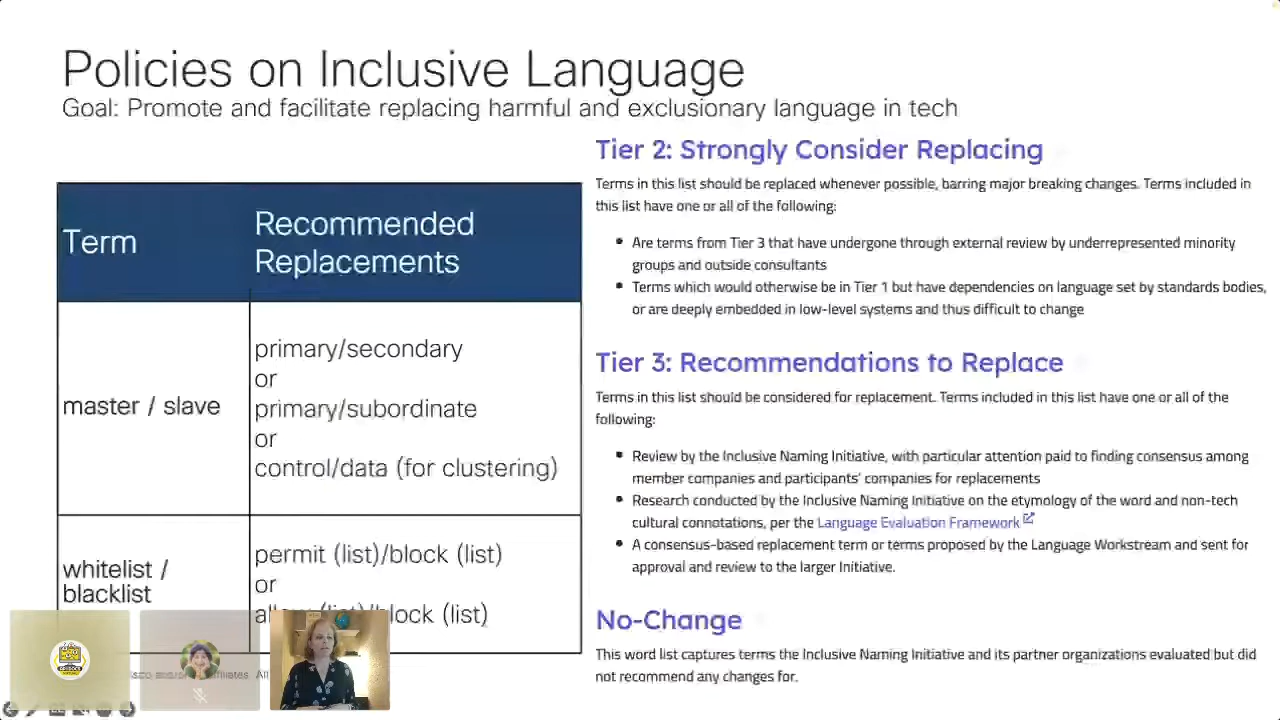 Policies on Inclusive Language
Goal: Promote and facilitate replacing harmful and exclusionary language in tech
Term
Recommended
Replacements
master / slave
primary/secondary
or
primary/subordinate
or
control/data (for clustering)
whitelist /
blacklist
permit (list)/block (list)
or
(list)/block (list)
Tier 2: Strongly Consider Replacing
Terms in this list should be replaced whenever possible, barring major breaking changes. Terms included in
this list have one or all of the following:
• Are terms from Tier 3 that have undergone through external review by underrepresented minority
groups and outside consultants
• Terms which would otherwise be in Tier 1 but have dependencies on language set by standards bodies,
or are deeply embedded in low-level systems and thus difficult to change
Tier 3: Recommendations to Replace
Terms in this list should be considered for replacement. Terms included in this list have one or all of the
following:
• Review by the Inclusive Naming Initiative, with particular attention paid to finding consensus among
member companies and participants' companies for replacements
• Research conducted by the Inclusive Naming Initiative on the etymology of the word and non-tech
cultural connotations, per the Language Evaluation Framework
• A consensus-based replacement term or terms proposed by the Language Workstream and sent for
approval and review to the larger Initiative.
No-Change
This word list captures terms the Inclusive Naming Initiative and its partner organizations evaluated but did
not recommend any changes for.